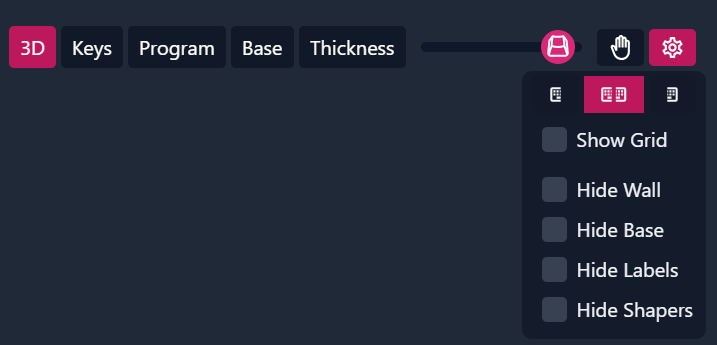 3D Keys Program Base Thickness
Show Grid
Hide Wall
Hide Base
Hide Labels
Hide Shapers